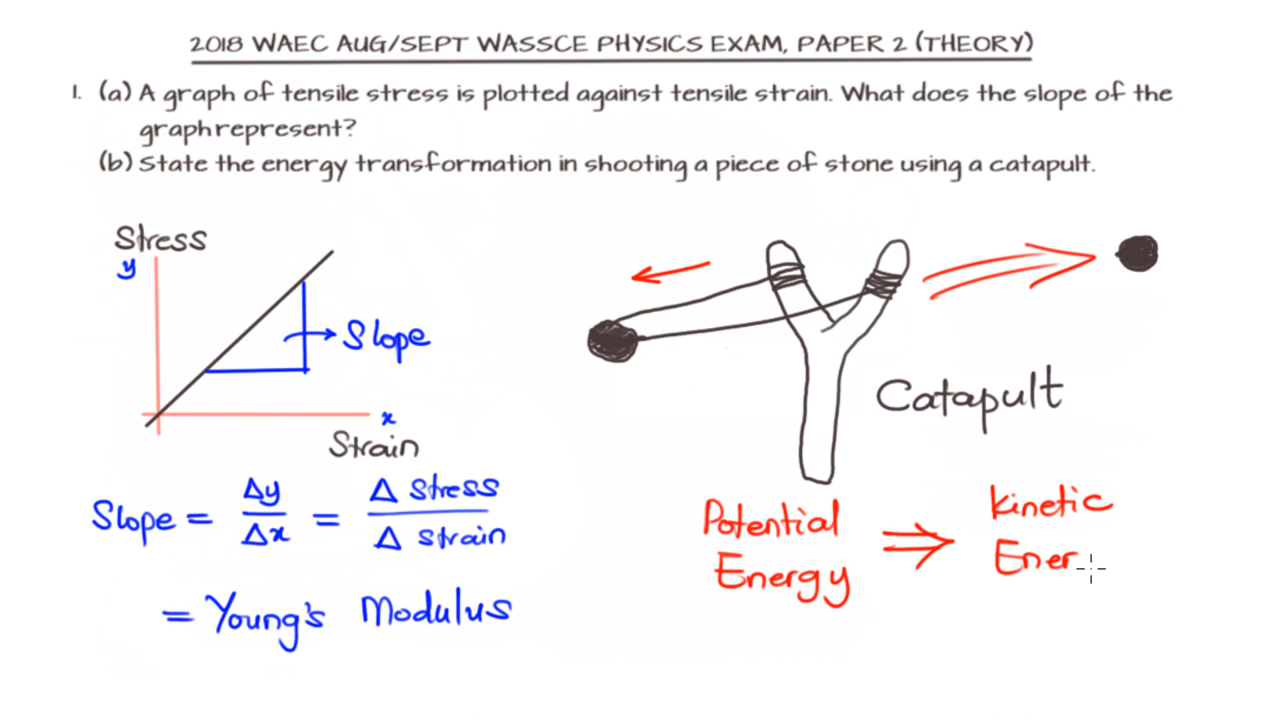 2018 WAEC AUG/SEPT WASSCE PHYSICS EXAM, PAPER 2 (THEORY)
1. (a) A graph of tensile stress is plotted against tensile strain. What does the slope of the
graph represent?
(b) State the energy transformation in shooting a piece of stone using a catapult.
Stress
y
Slope
x
Strain
Slope = Δy/Δx = Δ Stress/Δ Strain
= Young's Modulus
Catapult
Potential
Energy
⇒
Kinetic
Ener